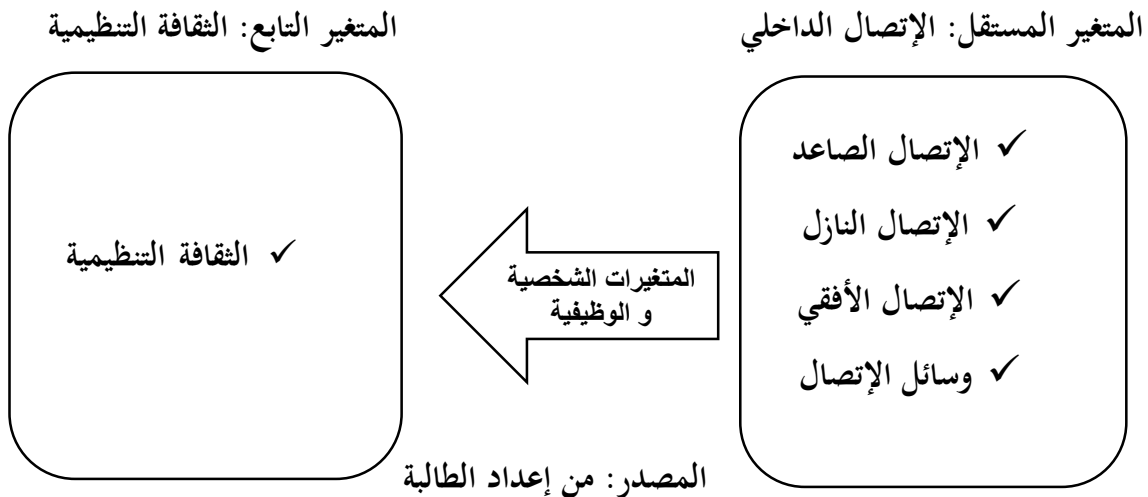 المتغير المستقل: الإتصال الداخلي
المتغير التابع: الثقافة التنظيمية
✓ الإتصال الصاعد
✓ الإتصال النازل
✓ الإتصال الأفقي
✓ وسائل الإتصال
المتغيرات الشخصية
و الوظيفية
✓ الثقافة التنظيمية
المصدر: من إعداد الطالبة